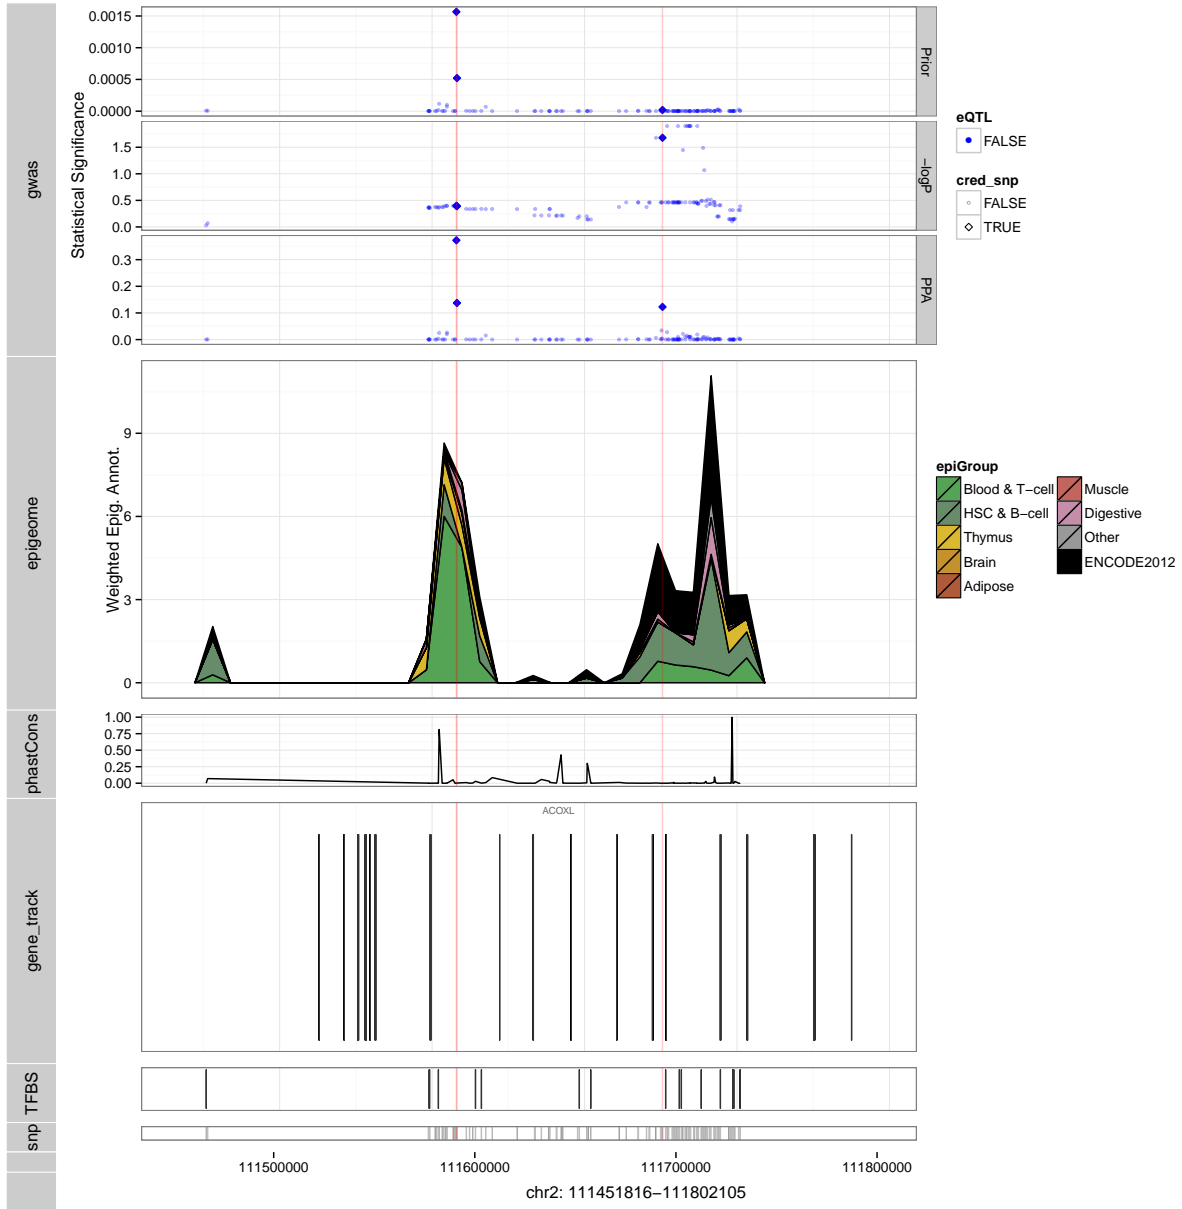 gwas
Statistical Significance
0.0015
0.0010
0.0005
0.0000
Prior
1.5
1.0
0.5
0.0
−logP
0.3
0.2
0.1
0.0
PPA
eQTL
FALSE
cred_snp
FALSE
TRUE
epigeome
Weighted Epig. Annot.
9
6
3
0
epiGroup
Blood & T−cell
HSC & B−cell
Thymus
Brain
Adipose
Muscle
Digestive
Other
ENCODE2012
phastCons
1.00
0.75
0.50
0.25
0.00
gene_track
ACOXL
TFBS
snp
111500000
111600000
111700000
111800000
chr2: 111451816−111802105